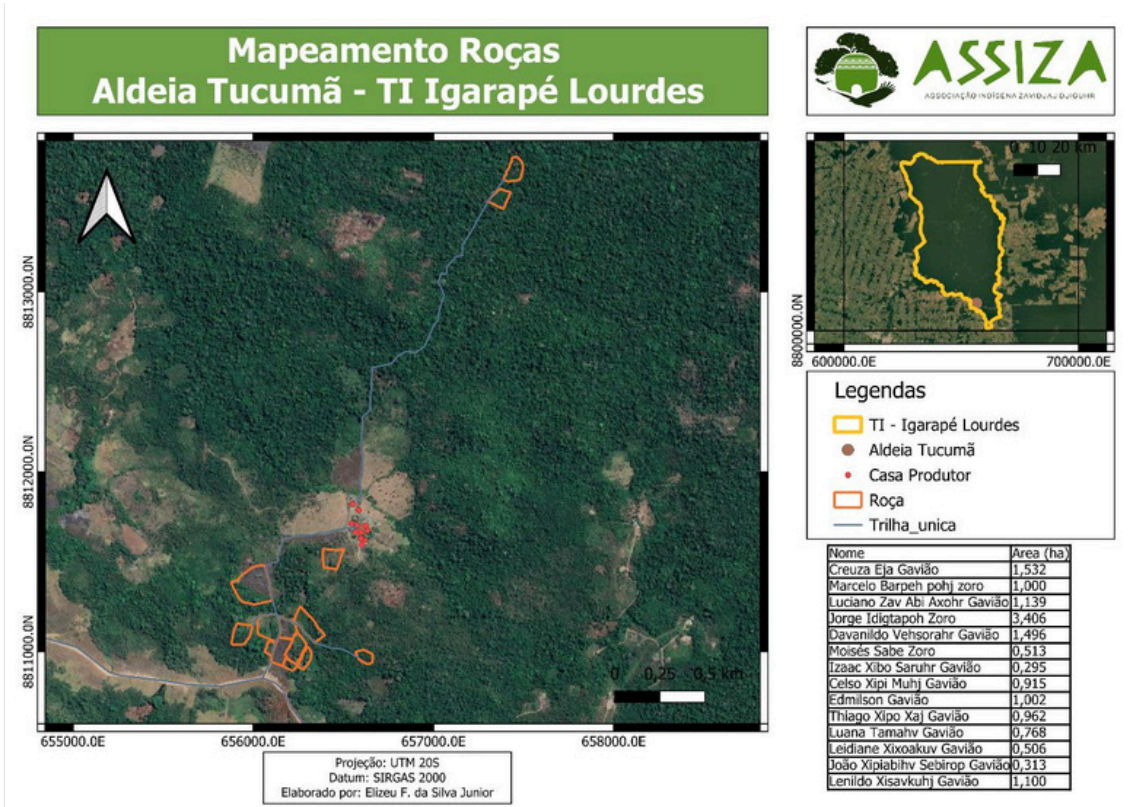 Mapeamento Roças
Aldeia Tucumã - TI Igarapé Lourdes
ASSIZA
ASSOCIAÇÃO INDÍGENA ZAVIDJAJ DJIGUHR
8813000.0N
8812000.0N
8811000.0N
655000.0E
656000.0E
657000.0E
658000.0E
0 0,25 0,5 km
0 10 20 km
8800000.0N
600000.0E
700000.0E
Legendas
TI - Igarapé Lourdes
Aldeia Tucumã
Casa Produtor
Roça
Trilha_unica
Nome Area (ha)
Creuza Eja Gavião 1,532
Marcelo Barpeh pohj zoro 1,000
Luciano Zav Abi Axohr Gavião 1,139
Jorge Idigtapoh Zoro 3,406
Davanildo Vehsorahr Gavião 1,496
Moisés Sabe Zoro 0,513
Izaac Xibo Saruhr Gavião 0,295
Celso Xipi Muhj Gavião 0,915
Edmilson Gavião 1,002
Thiago Xipo Xaj Gavião 0,962
Luana Tamahv Gavião 0,768
Leidiane Xixoakuv Gavião 0,506
João Xipiabihv Sebirop Gavião 0,313
Lenildo Xisavkuhj Gavião 1,100
Projeção: UTM 20S
Datum: SIRGAS 2000
Elaborado por: Elizeu F. da Silva Junior